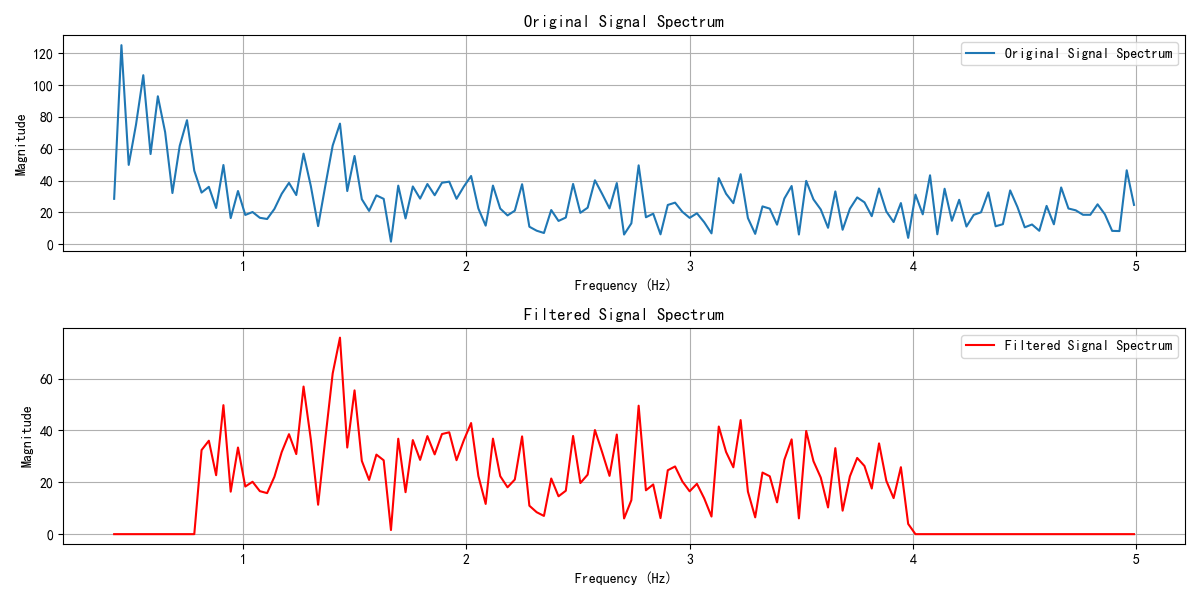 Original Signal Spectrum
Original Signal Spectrum
Magnitude
120
100
80
60
40
20
0
1 2 3 4 5
Frequency (Hz)
Filtered Signal Spectrum
Filtered Signal Spectrum
Magnitude
60
40
20
0
1 2 3 4 5
Frequency (Hz)